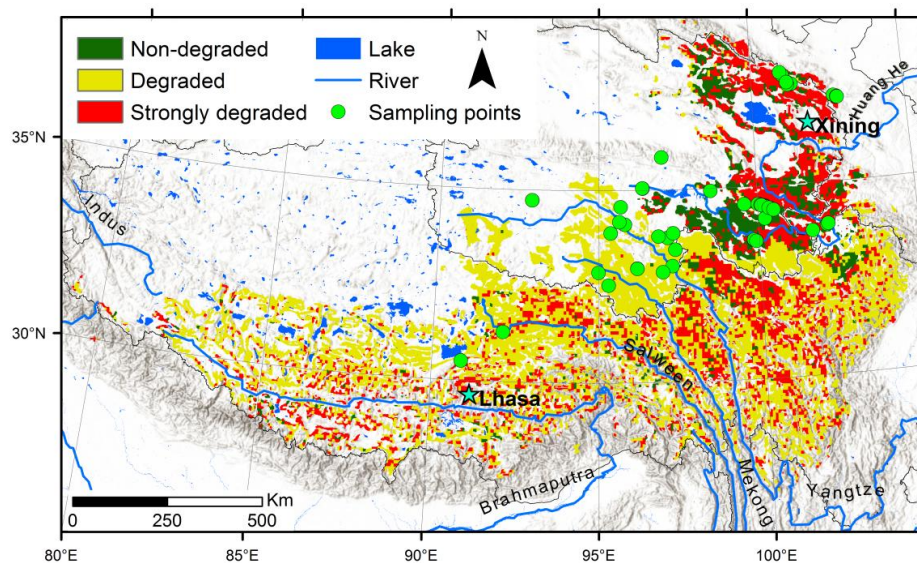 Non-degraded
Degraded
Strongly degraded
Lake
River
Sampling points
N
Huang He
Xining
35°N
Indus
30°N
Salween
Lhasa
Brahmaputra
Mekong
Yangtze
Km
0 250 500
80°E 85°E 90°E 95°E 100°E